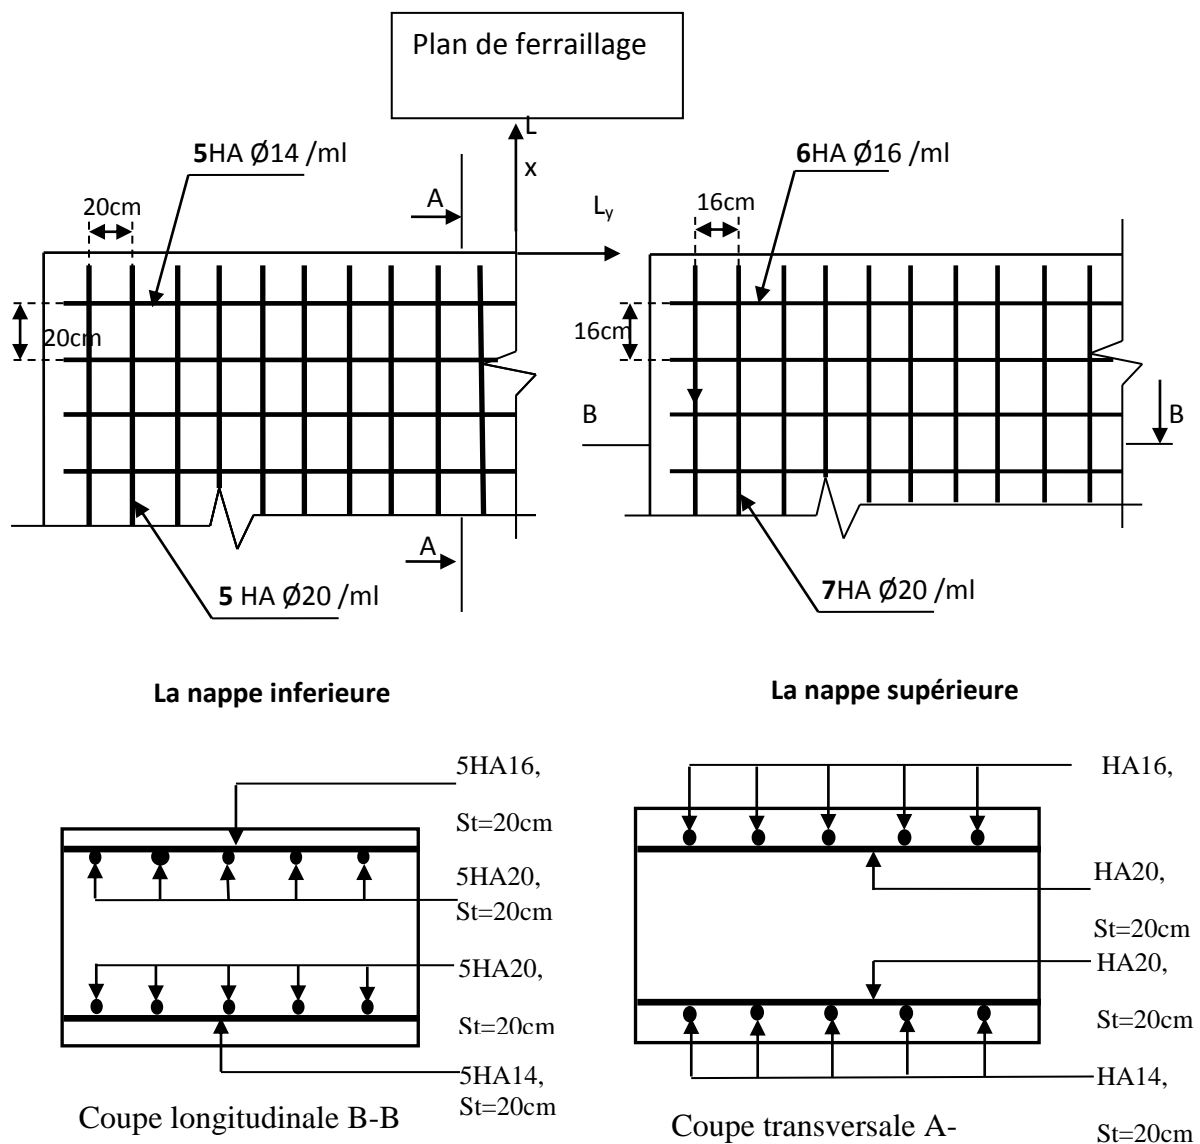 Plan de ferraillage
L
x
5HA Ø14 /ml
6HA Ø16 /ml
20cm
A
Ly
16cm
20cm
16cm
B
B
A
5 HA Ø20 /ml
7HA Ø20 /ml
La nappe inferieure
La nappe supérieure
5HA16,
St=20cm
5HA20,
St=20cm
5HA20,
St=20cm
5HA14,
St=20cm
Coupe longitudinale B-B
HA16,
HA20,
St=20cm
HA20,
St=20cm
HA14,
St=20cm
Coupe transversale A-